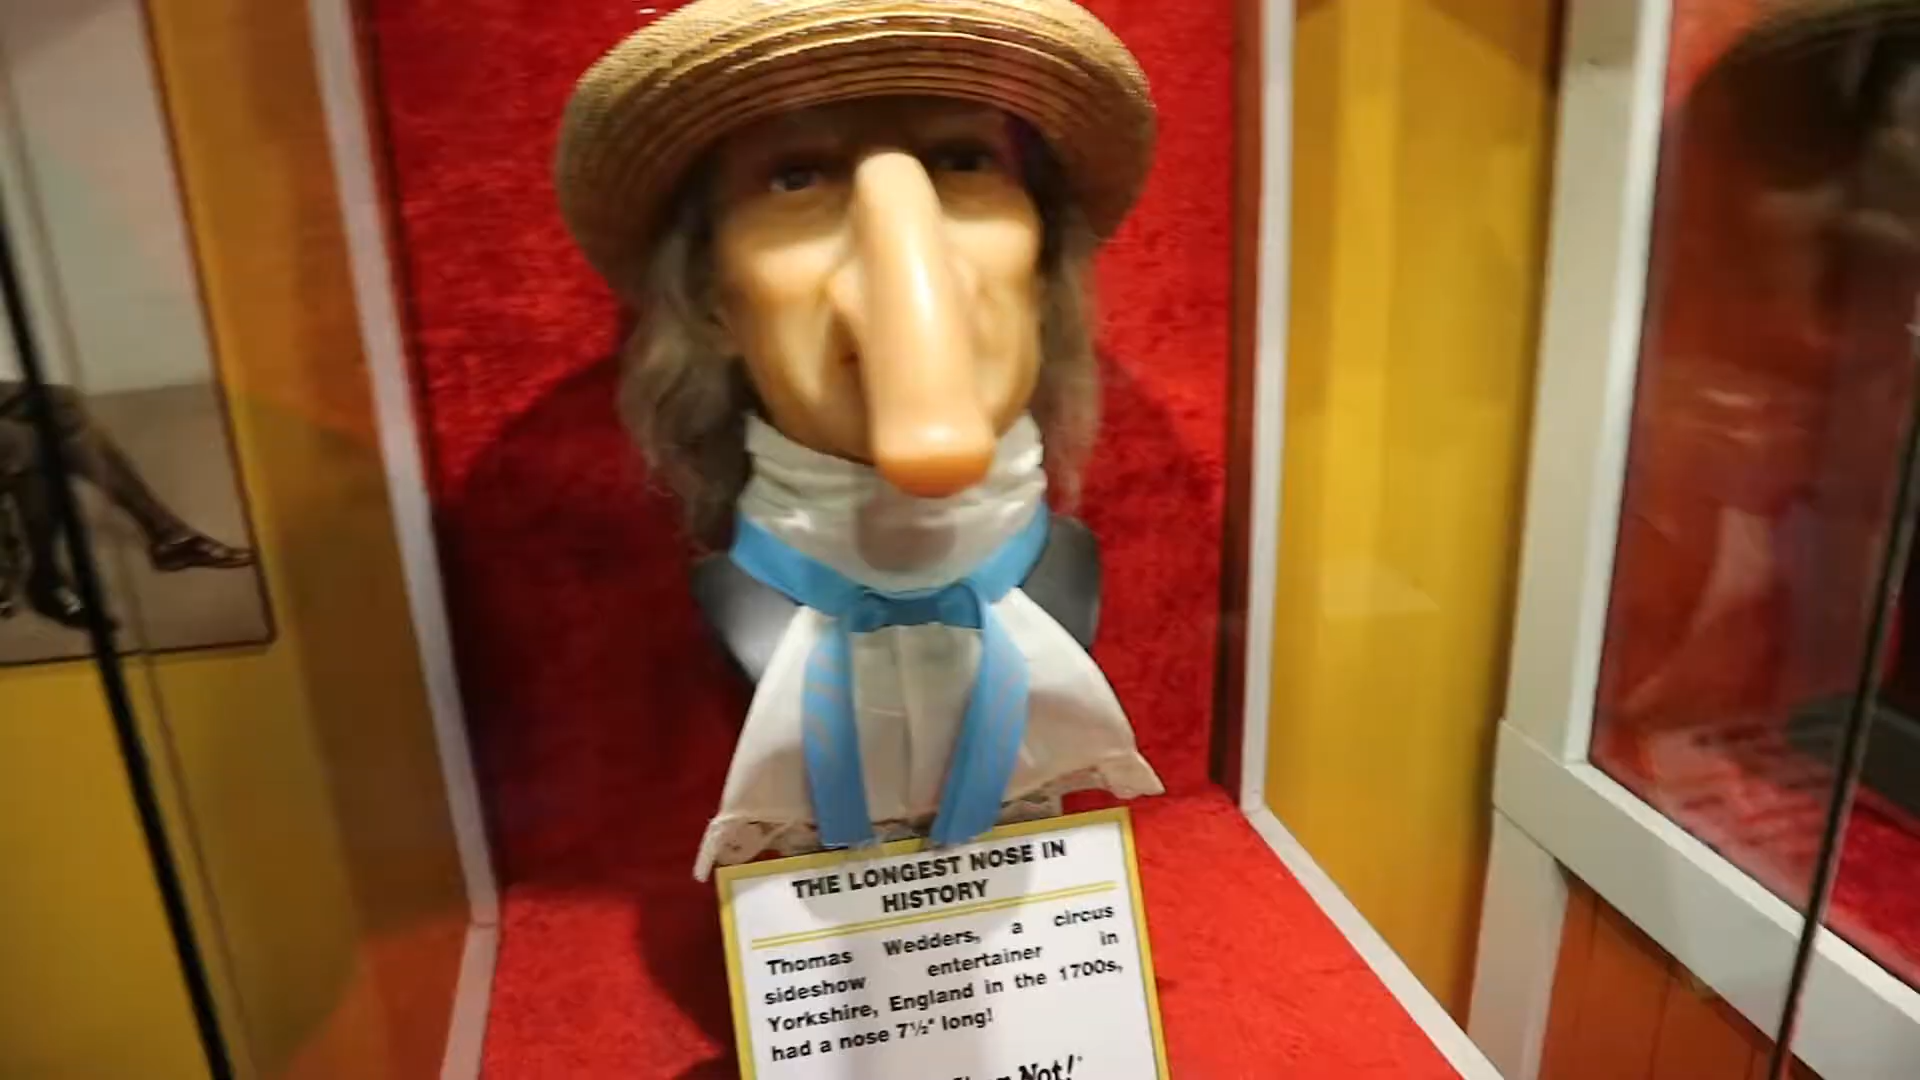 THE LONGEST NOSE IN
HISTORY
Thomas Wedders, a circus
sideshow entertainer in
Yorkshire, England in the 1700s,
had a nose 7½" long!
Not!